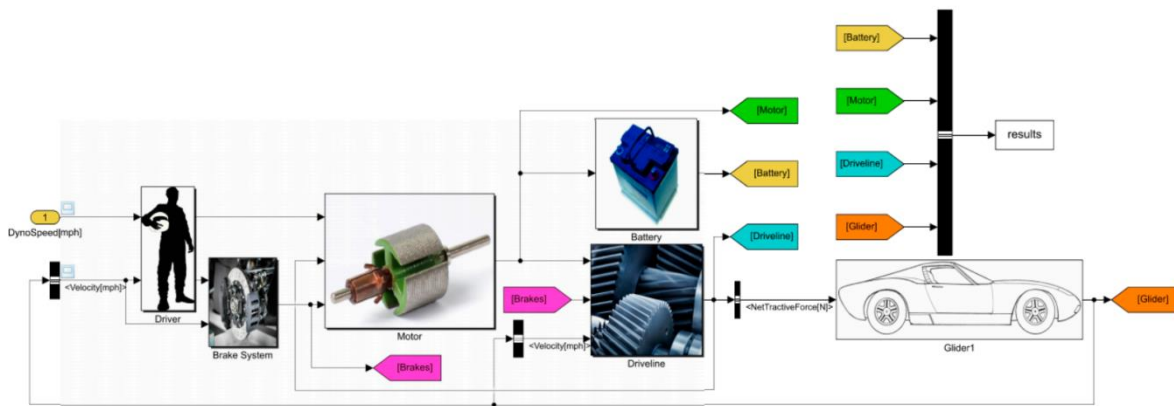 [Battery]
[Motor]
[Driveline]
[Glider]
results
[Motor]
[Battery]
[Driveline]
Battery
1
DynoSpeed[mph]
<Velocity[mph]>
Driver
Brake System
Motor
[Brakes]
[Brakes]
<Velocity[mph]>
Driveline
<NetTractiveForce[N]>
Glider1
[Glider]